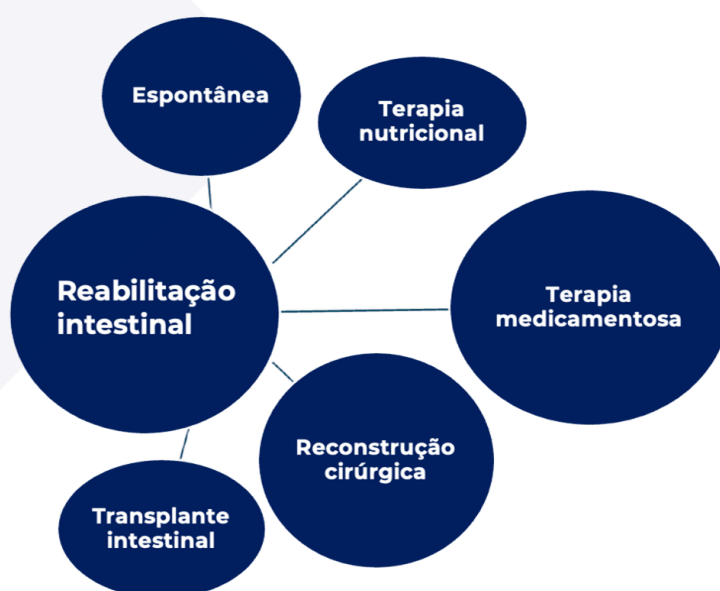 Espontânea
Terapia
nutricional
Reabilitação
intestinal
Terapia
medicamentosa
Reconstrução
cirúrgica
Transplante
intestinal